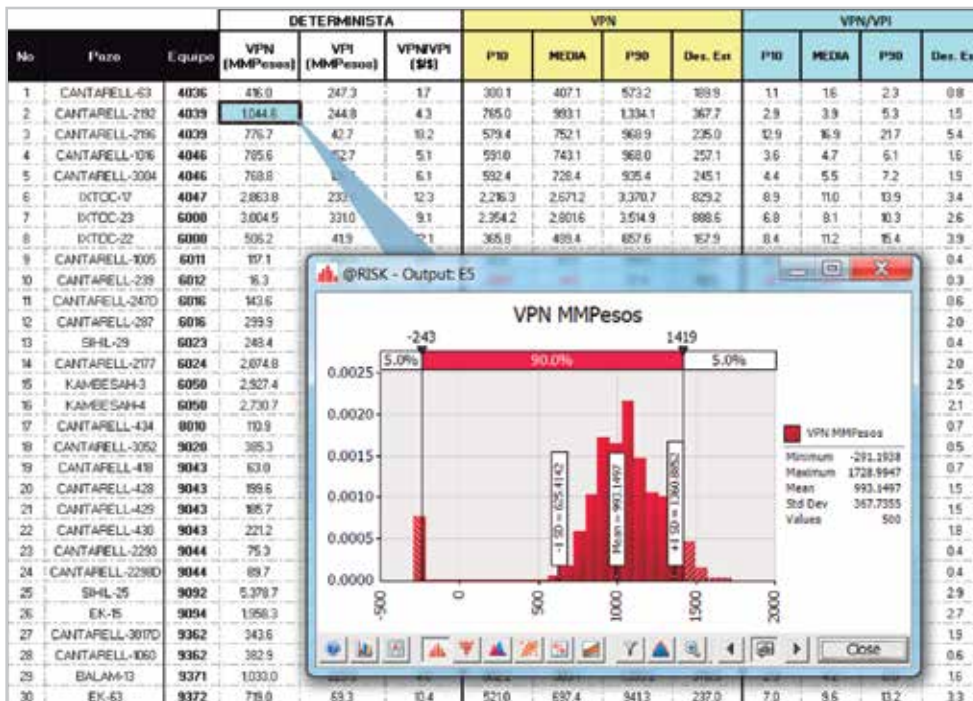 DETERMINISTA VPN VPN/VPI
No Pozo Equipo VPN (MMPesos) VPI (MMPesos) VPN/VPI ($/$) P10 MEDIA P90 Des. Est P10 MEDIA P90 Des. Es
1 CANTARELL-63 4036 416.0 247.3 1.7 300.1 407.1 573.2 189.9 1.1 1.6 2.3 0.8
2 CANTARELL-2192 4039 1,044.6 244.8 4.3 765.0 993.1 1,334.1 367.7 2.9 3.9 5.3 1.5
3 CANTARELL-2196 4039 776.7 42.7 18.2 579.4 752.1 968.9 235.0 12.9 16.9 21.7 5.4
4 CANTARELL-1016 4046 785.6 5.1 591.0 743.1 968.0 257.1 3.6 4.7 6.1 1.6
5 CANTARELL-3004 4046 768.8 6.1 592.4 728.4 935.4 245.1 4.4 5.5 7.2 1.9
6 IXTOC-17 4047 2,863.8 12.3 2,216.3 2,671.2 3,370.7 829.2 8.9 11.0 13.9 3.4
7 IXTOC-23 6000 3,004.5 331.0 9.1 2,354.2 2,801.6 3,514.9 888.6 6.8 8.1 10.3 2.6
8 IXTOC-22 6000 506.2 41.9 365.8 489.4 657.6 167.9 8.4 11.2 15.4 3.9
9 CANTARELL-1005 6011 117.1 0.4
10 CANTARELL-239 6012 16.3 0.3
11 CANTARELL-247D 6016 143.6 0.6
12 CANTARELL-287 6016 299.9 2.0
13 SIHIL-29 6023 248.4 0.4
14 CANTARELL-2177 6024 2,074.8 2.0
15 KAMBESAH-3 6050 2,927.4 2.5
16 KAMBESAH-4 6050 2,730.7 2.1
17 CANTARELL-434 8010 110.9 0.7
18 CANTARELL-3052 9020 385.3 0.5
19 CANTARELL-418 9043 63.0 0.7
20 CANTARELL-428 9043 199.6 1.5
21 CANTARELL-429 9043 185.7 1.5
22 CANTARELL-430 9043 221.2 1.8
23 CANTARELL-2293 9044 75.3 0.4
24 CANTARELL-2298D 9044 89.7 0.4
25 SIHIL-25 9092 5,378.7 2.9
26 EK-15 9094 1,958.3 2.7
27 CANTARELL-3017D 9362 343.6 1.9
28 CANTARELL-1060 9362 382.9 0.6
29 BALAM-13 9371 1,033.0 1.6
30 EK-63 9372 719.0 69.3 10.4 521.0 697.4 941.3 237.0 7.0 9.6 13.2 3.3
@RISK - Output: E5
VPN MMPesos
-243 1419
5.0% 90.0% 5.0%
0.0025
0.0020
0.0015
0.0010
0.0005
0.0000
-500 0 500 1000 1500 2000
-1 SD = 625.4142
Mean = 993.1497
+1 SD = 1360.8852
VPN MMPesos
Minimum -291.1938
Maximum 1728.9947
Mean 993.1497
Std Dev 367.7355
Values 500
Close